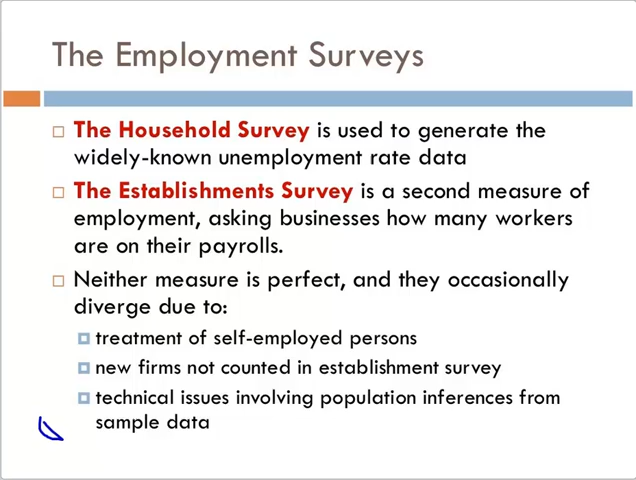 The Employment Surveys
The Household Survey is used to generate the
widely-known unemployment rate data
The Establishments Survey is a second measure of
employment, asking businesses how many workers
are on their payrolls.
Neither measure is perfect, and they occasionally
diverge due to:
treatment of self-employed persons
new firms not counted in establishment survey
technical issues involving population inferences from
sample data